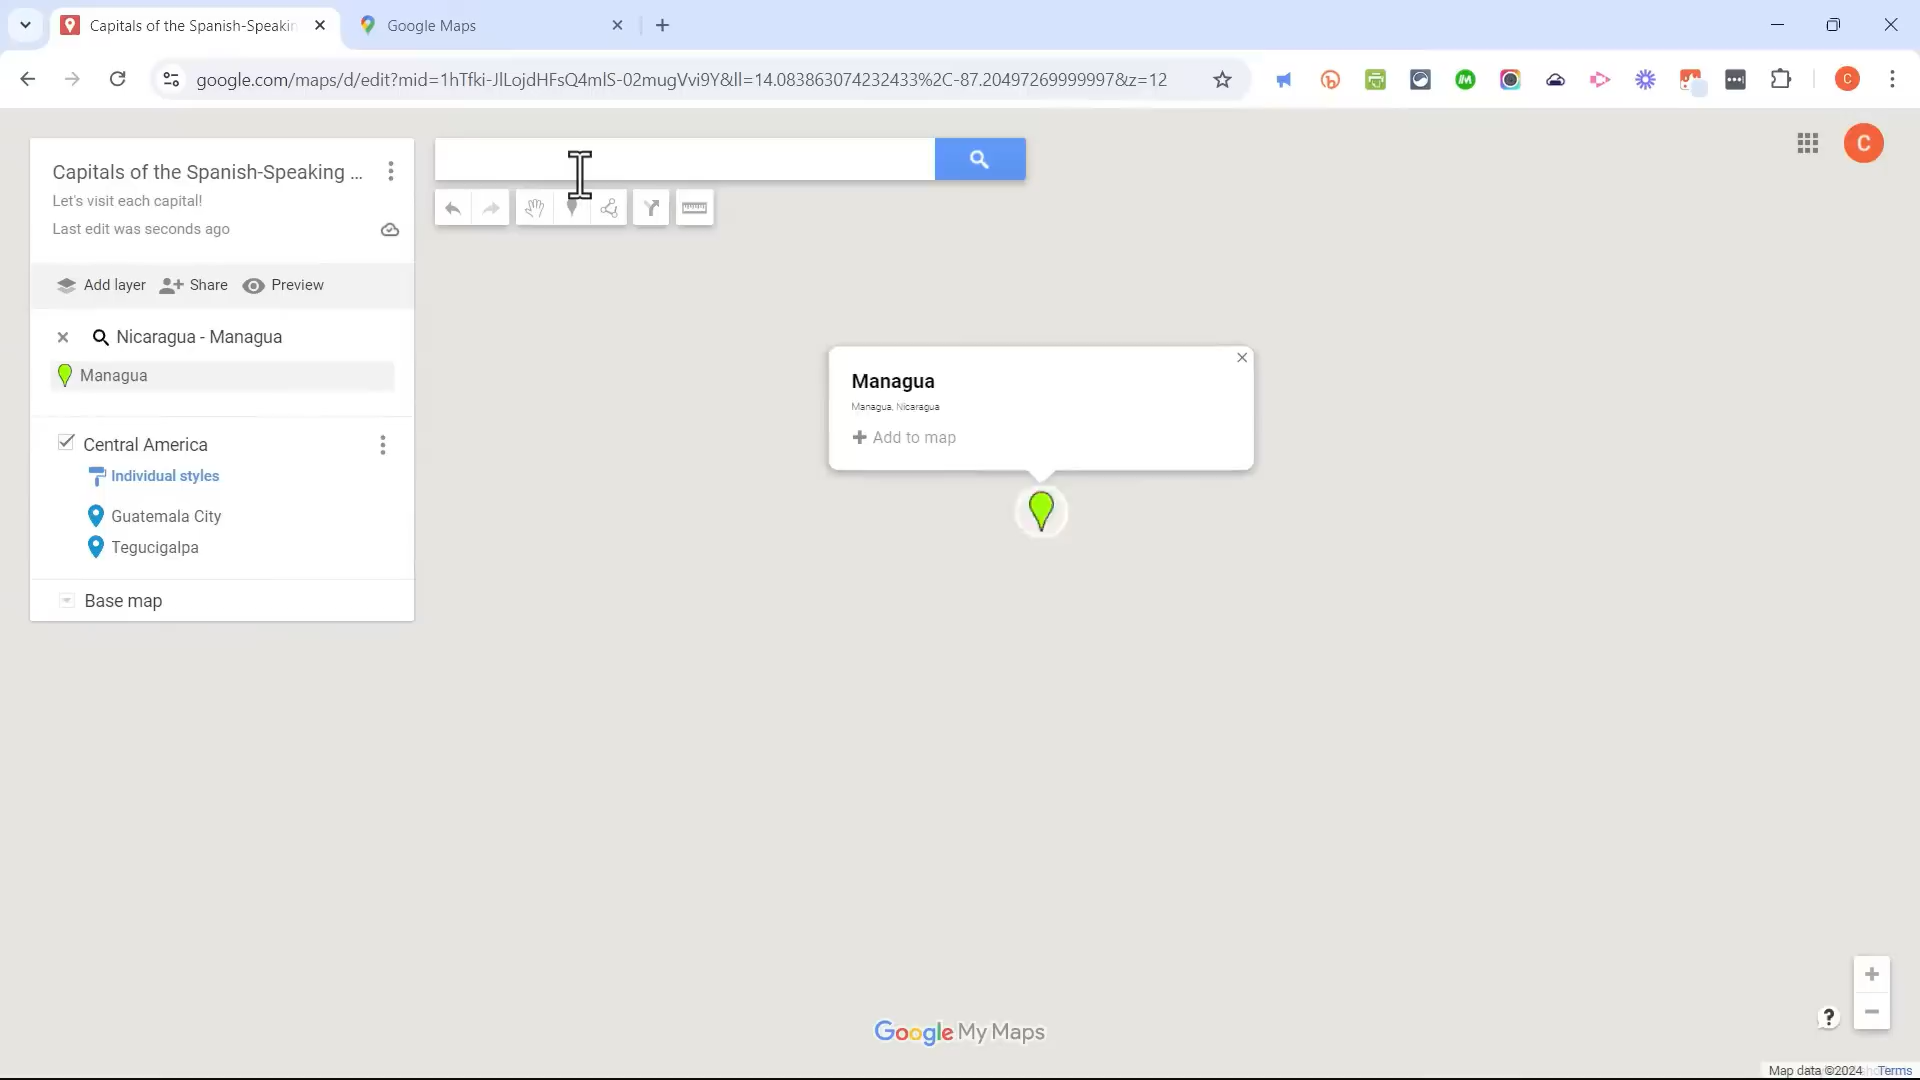 Capitals of the Spanish-Speakin
Google Maps
google.com/maps/d/edit?mid=1hTfki-JlLojdHFsQ4mlS-02mugVvi9Y&ll=14.083863074232433%2C-87.20497269999997&z=12
C
Capitals of the Spanish-Speaking ...
Let's visit each capital!
Last edit was seconds ago
C
Add layer Share Preview
Nicaragua - Managua
Managua
Managua
Managua, Nicaragua
Add to map
Central America
Individual styles
Guatemala City
Tegucigalpa
Base map
?
Google My Maps
Map data ©2024 Terms